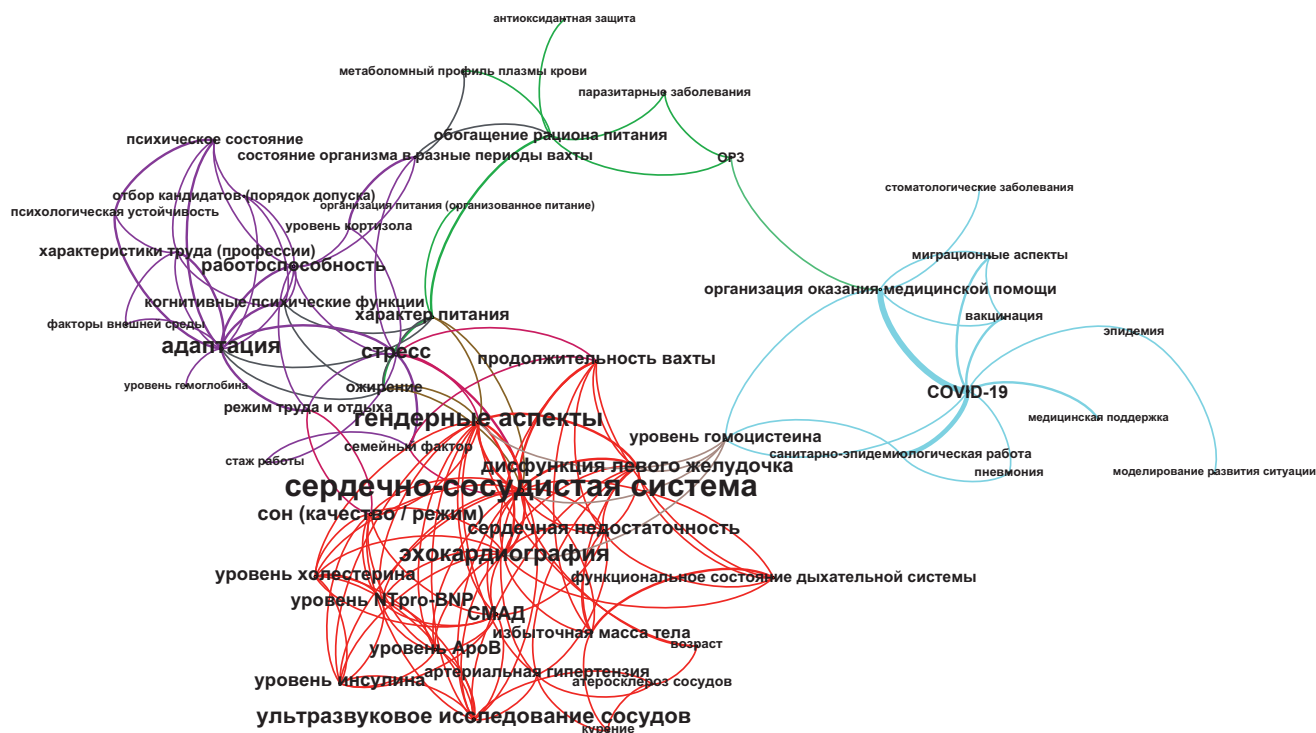 антиоксидантная защита
метаболомный профиль плазмы крови
паразитарные заболевания
обогащение рациона питания
психическое состояние
состояние организма в разные периоды вахты
ОРЗ
стоматологические заболевания
отбор кандидатов (порядок допуска)
организация питания (организованное питание)
психологическая устойчивость
уровень кортизола
характеристики труда (профессии)
миграционные аспекты
работоспособность
организация оказания медицинской помощи
когнитивные психические функции
характер питания
вакцинация
факторы внешней среды
эпидемия
адаптация
стресс
продолжительность вахты
уровень гемоглобина
ожирение
COVID-19
режим труда и отдыха
гендерные аспекты
медицинская поддержка
уровень гомоцистеина
семейный фактор
санитарно-эпидемиологическая работа
стаж работы
дисфункция левого желудочка
пневмония
моделирование развития ситуации
сердечно-сосудистая система
сон (качество / режим)
сердечная недостаточность
эхокардиография
уровень холестерина
функциональное состояние дыхательной системы
уровень NTpro-BNP
СМАД
избыточная масса тела
возраст
уровень АроВ
артериальная гипертензия
уровень инсулина
атеросклероз сосудов
ультразвуковое исследование сосудов
курение